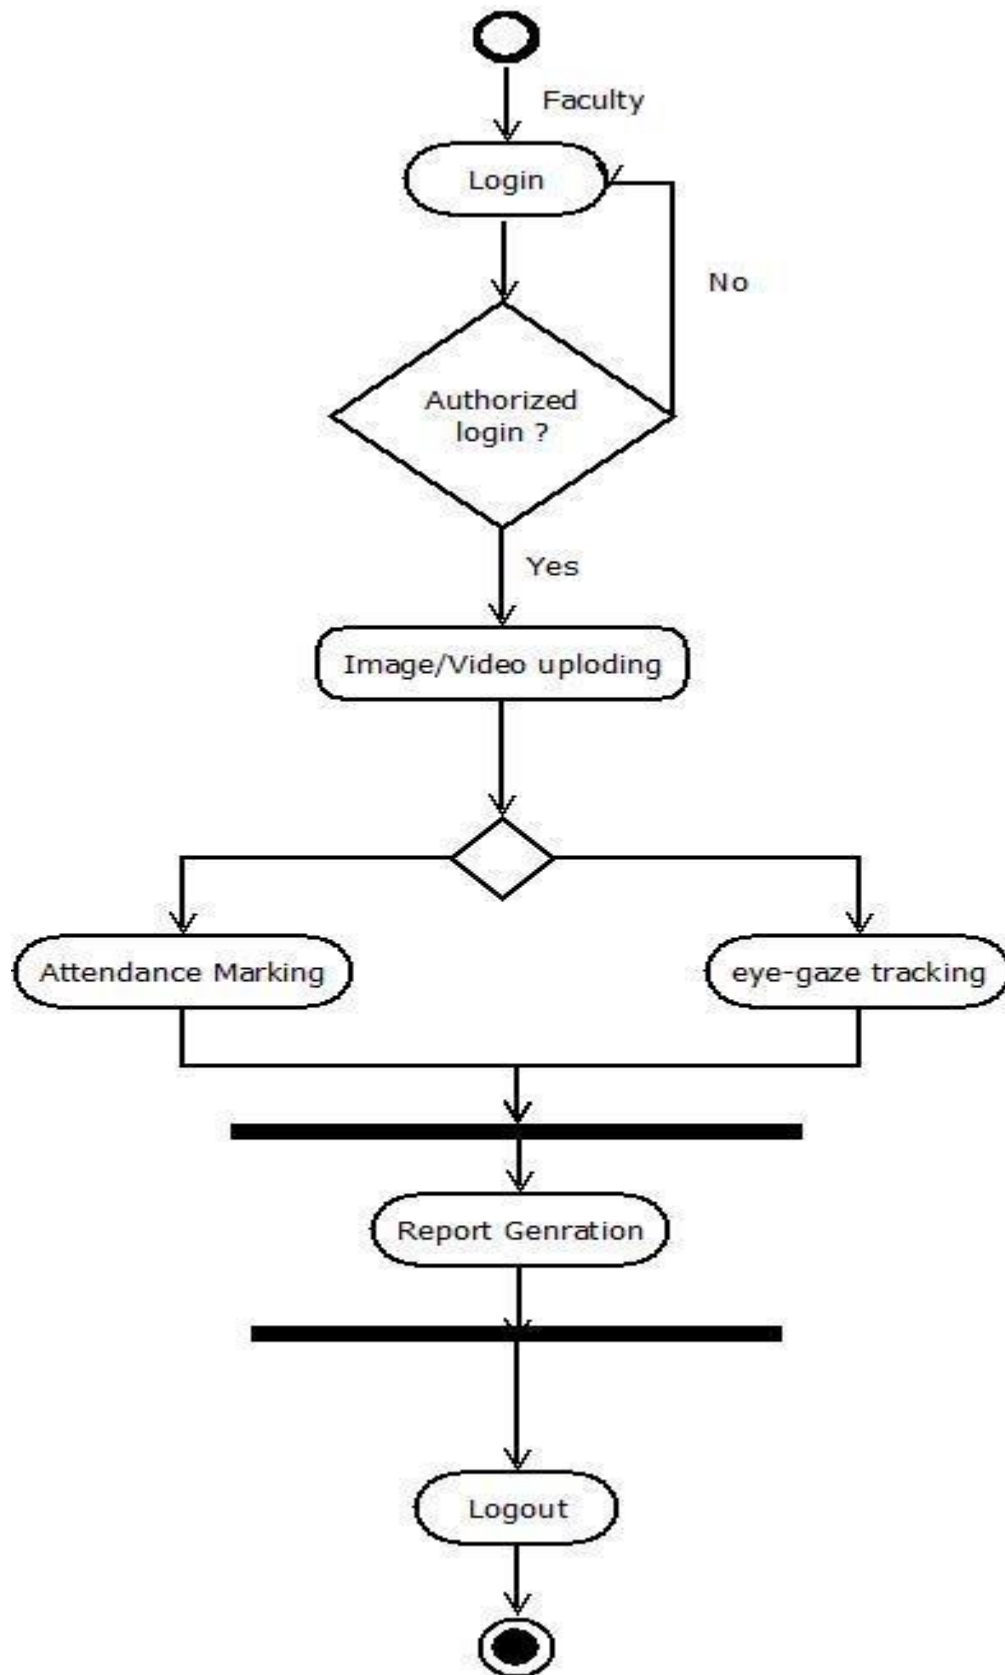 Faculty
Login
No
Authorized
login ?
Yes
Image/Video uploding
Attendance Marking
eye-gaze tracking
Report Genration
Logout